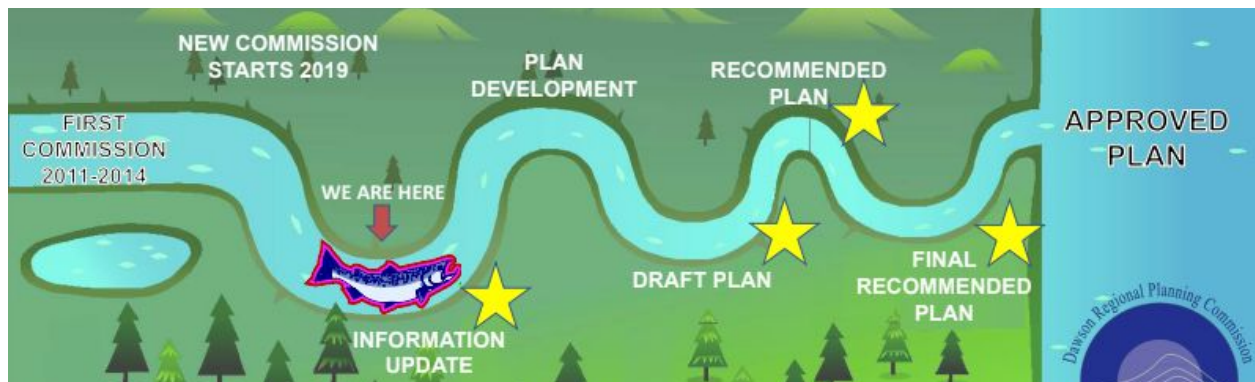 FIRST
COMMISSION
2011-2014
NEW COMMISSION
STARTS 2019
WE ARE HERE
INFORMATION
UPDATE
PLAN
DEVELOPMENT
DRAFT PLAN
RECOMMENDED
PLAN
FINAL
RECOMMENDED
PLAN
APPROVED
PLAN
Dawson Regional Planning Commission